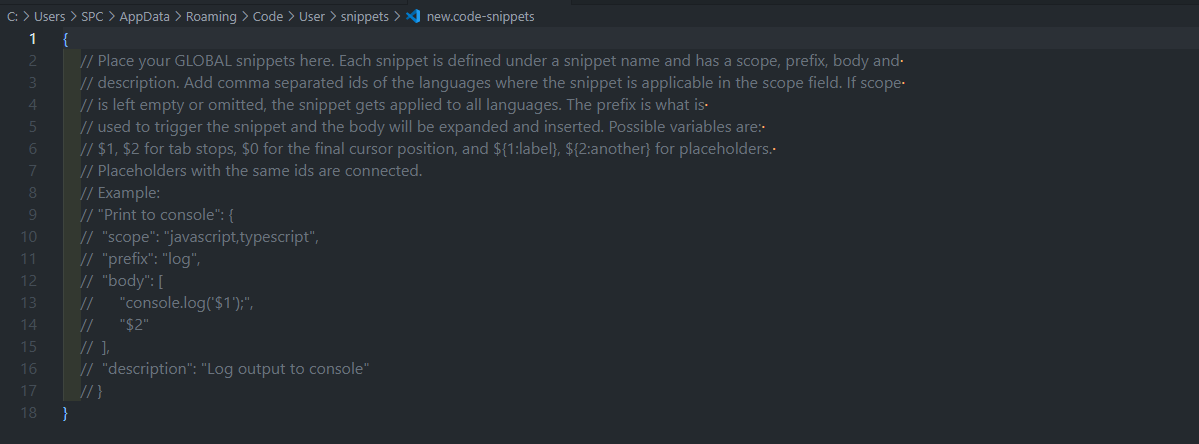 C: > Users > SPC > AppData > Roaming > Code > User > snippets > new.code-snippets
1 {
2 // Place your GLOBAL snippets here. Each snippet is defined under a snippet name and has a scope, prefix, body and
3 // description. Add comma separated ids of the languages where the snippet is applicable in the scope field. If scope
4 // is left empty or omitted, the snippet gets applied to all languages. The prefix is what is
5 // used to trigger the snippet and the body will be expanded and inserted. Possible variables are:
6 // $1, $2 for tab stops, $0 for the final cursor position, and ${1:label}, ${2:another} for placeholders.
7 // Placeholders with the same ids are connected.
8 // Example:
9 // "Print to console": {
10 // "scope": "javascript,typescript",
11 // "prefix": "log",
12 // "body": [
13 // "console.log('$1');",
14 // "$2"
15 // ],
16 // "description": "Log output to console"
17 // }
18 }